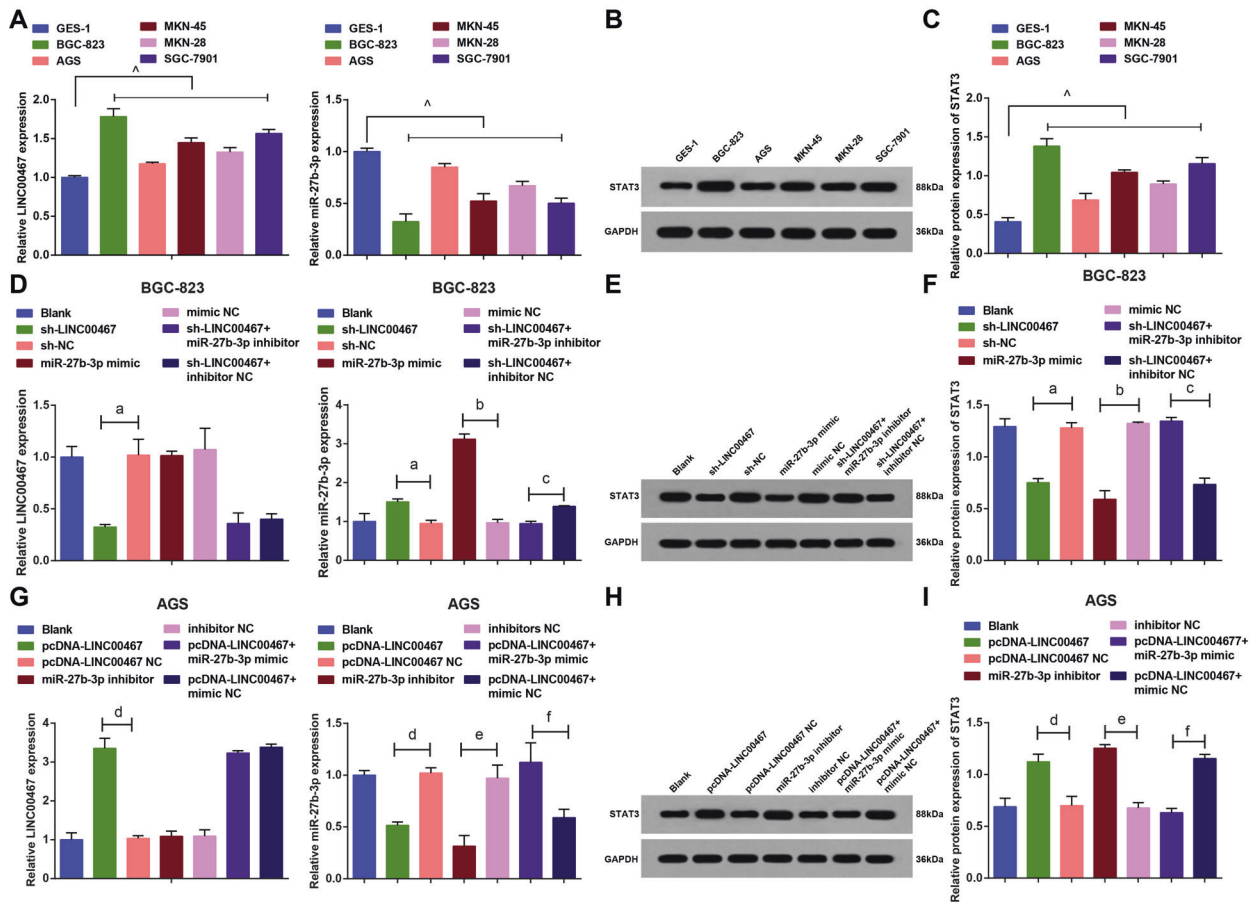 A
GES-1
BGC-823
AGS
MKN-45
MKN-28
SGC-7901
^
Relative LINC00467 expression
2.0
1.5
1.0
0.5
0.0
GES-1
BGC-823
AGS
MKN-45
MKN-28
SGC-7901
^
Relative miR-27b-3p expression
1.5
1.0
0.5
0.0
B
GES-1
BGC-823
AGS
MKN-45
MKN-28
SGC-7901
STAT3
88kDa
GAPDH
36kDa
C
GES-1
BGC-823
AGS
MKN-45
MKN-28
SGC-7901
^
Relative protein expression of STAT3
2.0
1.5
1.0
0.5
0.0
D
BGC-823
Blank
sh-LINC00467
sh-NC
miR-27b-3p mimic
mimic NC
sh-LINC00467+
miR-27b-3p inhibitor
sh-LINC00467+
inhibitor NC
a
Relative LINC00467 expression
1.5
1.0
0.5
0.0
BGC-823
Blank
sh-LINC00467
sh-NC
miR-27b-3p mimic
mimic NC
sh-LINC00467+
miR-27b-3p inhibitor
sh-LINC00467+
inhibitor NC
a
b
c
Relative miR-27b-3p expression
4
3
2
1
0
E
Blank
sh-LINC00467
sh-NC
miR-27b-3p mimic
mimic NC
sh-LINC00467+
miR-27b-3p inhibitor
sh-LINC00467+
inhibitor NC
STAT3
88kDa
GAPDH
36kDa
F
BGC-823
Blank
sh-LINC00467
sh-NC
miR-27b-3p mimic
mimic NC
sh-LINC00467+
miR-27b-3p inhibitor
sh-LINC00467+
inhibitor NC
a
b
c
Relative protein expression of STAT3
1.5
1.0
0.5
0.0
G
AGS
Blank
pcDNA-LINC00467
pcDNA-LINC00467 NC
miR-27b-3p inhibitor
inhibitor NC
pcDNA-LINC00467+
miR-27b-3p mimic
pcDNA-LINC00467+
mimic NC
d
Relative LINC00467 expression
4
3
2
1
0
AGS
Blank
pcDNA-LINC00467
pcDNA-LINC00467 NC
miR-27b-3p inhibitor
inhibitors NC
pcDNA-LINC00467+
miR-27b-3p mimic
pcDNA-LINC00467+
mimic NC
d
e
f
Relative miR-27b-3p expression
1.5
1.0
0.5
0.0
H
Blank
pcDNA-LINC00467
pcDNA-LINC00467 NC
miR-27b-3p inhibitor
inhibitor NC
pcDNA-LINC00467+
miR-27b-3p mimic
pcDNA-LINC00467+
mimic NC
STAT3
88kDa
GAPDH
36kDa
I
AGS
Blank
pcDNA-LINC00467
pcDNA-LINC00467 NC
miR-27b-3p inhibitor
inhibitor NC
pcDNA-LINC004677+
miR-27b-3p mimic
pcDNA-LINC00467+
mimic NC
d
e
f
Relative protein expression of STAT3
1.5
1.0
0.5
0.0